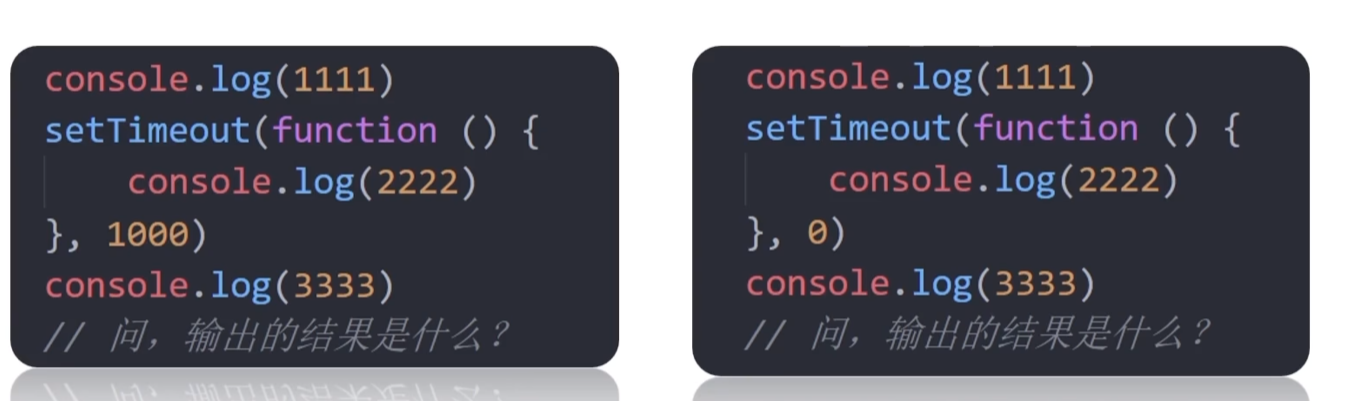 console.log(1111)
setTimeout(function () {
    console.log(2222)
}, 1000)
console.log(3333)
// 问，输出的结果是什么？
console.log(1111)
setTimeout(function () {
    console.log(2222)
}, 0)
console.log(3333)
// 问，输出的结果是什么？